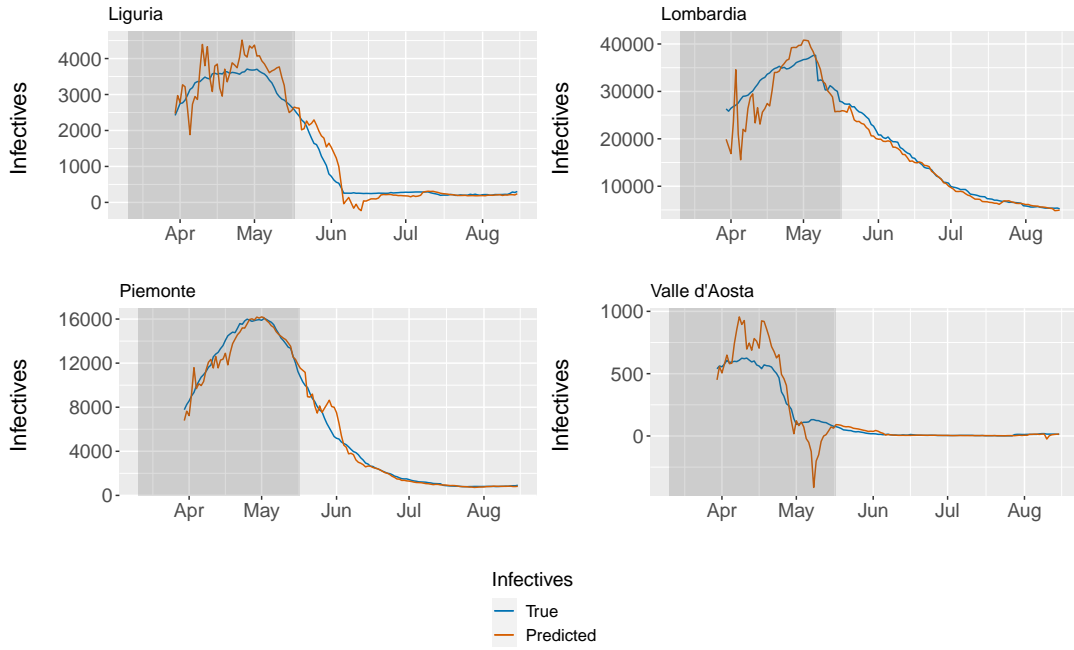 Liguria
Infectives
4000
3000
2000
1000
0
Apr May Jun Jul Aug
Lombardia
Infectives
40000
30000
20000
10000
Apr May Jun Jul Aug
Piemonte
Infectives
16000
12000
8000
4000
0
Apr May Jun Jul Aug
Valle d'Aosta
Infectives
1000
500
0
Apr May Jun Jul Aug
Infectives
True
Predicted